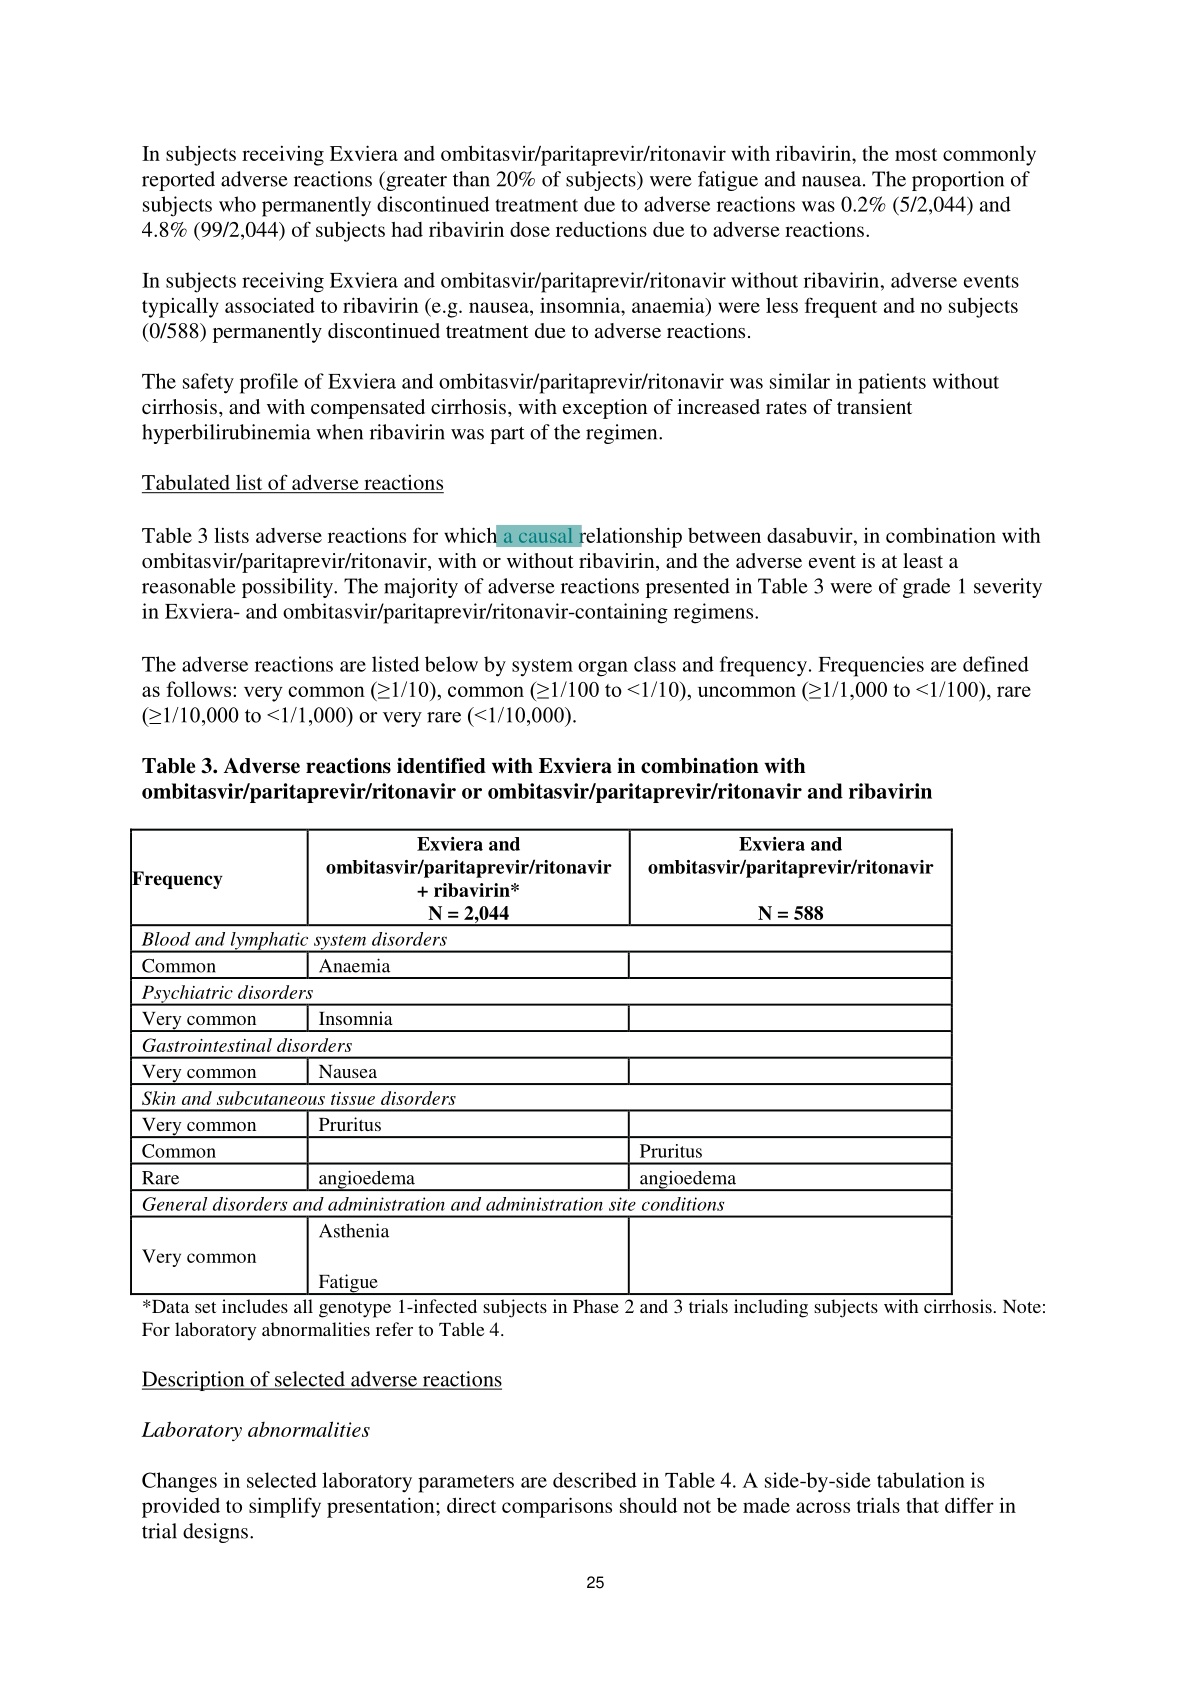 In subjects receiving Exviera and ombitasvir/paritaprevir/ritonavir with ribavirin, the most commonly
reported adverse reactions (greater than 20% of subjects) were fatigue and nausea. The proportion of
subjects who permanently discontinued treatment due to adverse reactions was 0.2% (5/2,044) and
4.8% (99/2,044) of subjects had ribavirin dose reductions due to adverse reactions.
In subjects receiving Exviera and ombitasvir/paritaprevir/ritonavir without ribavirin, adverse events
typically associated to ribavirin (e.g. nausea, insomnia, anaemia) were less frequent and no subjects
(0/588) permanently discontinued treatment due to adverse reactions.
The safety profile of Exviera and ombitasvir/paritaprevir/ritonavir was similar in patients without
cirrhosis, and with compensated cirrhosis, with exception of increased rates of transient
hyperbilirubinemia when ribavirin was part of the regimen.
Tabulated list of adverse reactions
Table 3 lists adverse reactions for which a causal relationship between dasabuvir, in combination with
ombitasvir/paritaprevir/ritonavir, with or without ribavirin, and the adverse event is at least a
reasonable possibility. The majority of adverse reactions presented in Table 3 were of grade 1 severity
in Exviera- and ombitasvir/paritaprevir/ritonavir-containing regimens.
The adverse reactions are listed below by system organ class and frequency. Frequencies are defined
as follows: very common (≥1/10), common (≥1/100 to <1/10), uncommon (≥1/1,000 to <1/100), rare
(≥1/10,000 to <1/1,000) or very rare (<1/10,000).
Table 3. Adverse reactions identified with Exviera in combination with
ombitasvir/paritaprevir/ritonavir or ombitasvir/paritaprevir/ritonavir and ribavirin
Frequency
Exviera and
ombitasvir/paritaprevir/ritonavir
+ ribavirin*
N = 2,044
Exviera and
ombitasvir/paritaprevir/ritonavir
N = 588
Blood and lymphatic system disorders
Common Anaemia
Psychiatric disorders
Very common Insomnia
Gastrointestinal disorders
Very common Nausea
Skin and subcutaneous tissue disorders
Very common Pruritus
Common Pruritus
Rare angioedema angioedema
General disorders and administration and administration site conditions
Very common
Asthenia
Fatigue
*Data set includes all genotype 1-infected subjects in Phase 2 and 3 trials including subjects with cirrhosis. Note:
For laboratory abnormalities refer to Table 4.
Description of selected adverse reactions
Laboratory abnormalities
Changes in selected laboratory parameters are described in Table 4. A side-by-side tabulation is
provided to simplify presentation; direct comparisons should not be made across trials that differ in
trial designs.
25